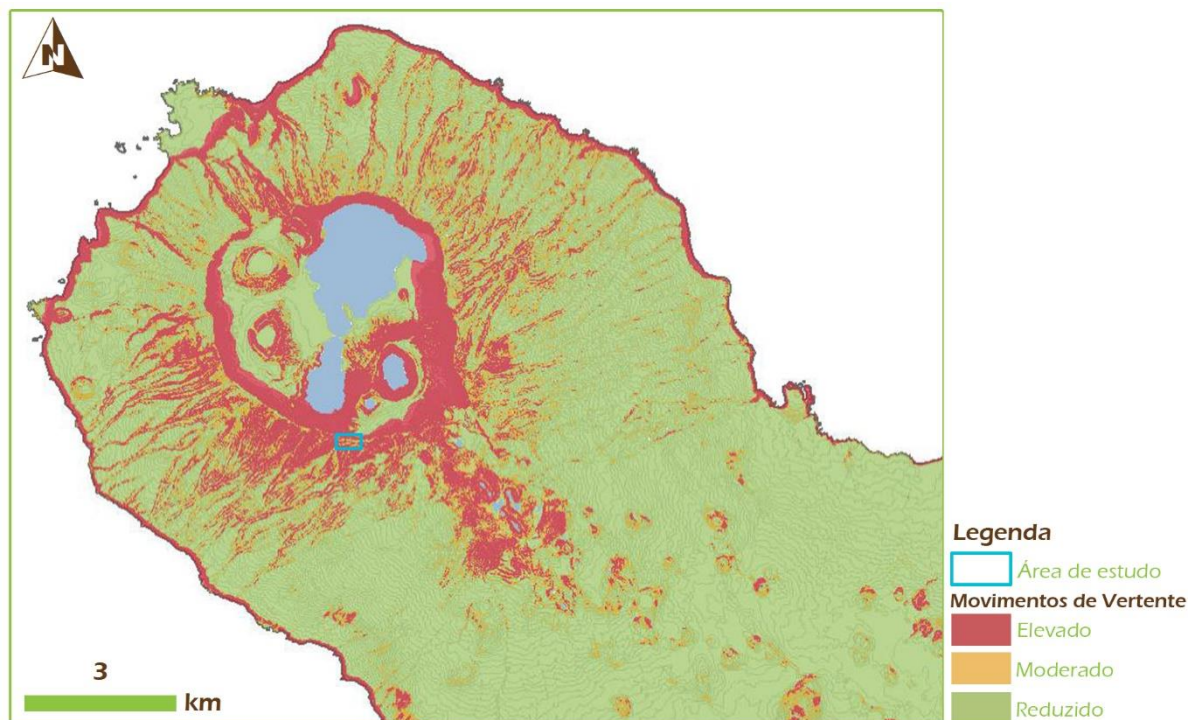 N
3
km
Legenda
Área de estudo
Movimentos de Vertente
Elevado
Moderado
Reduzido